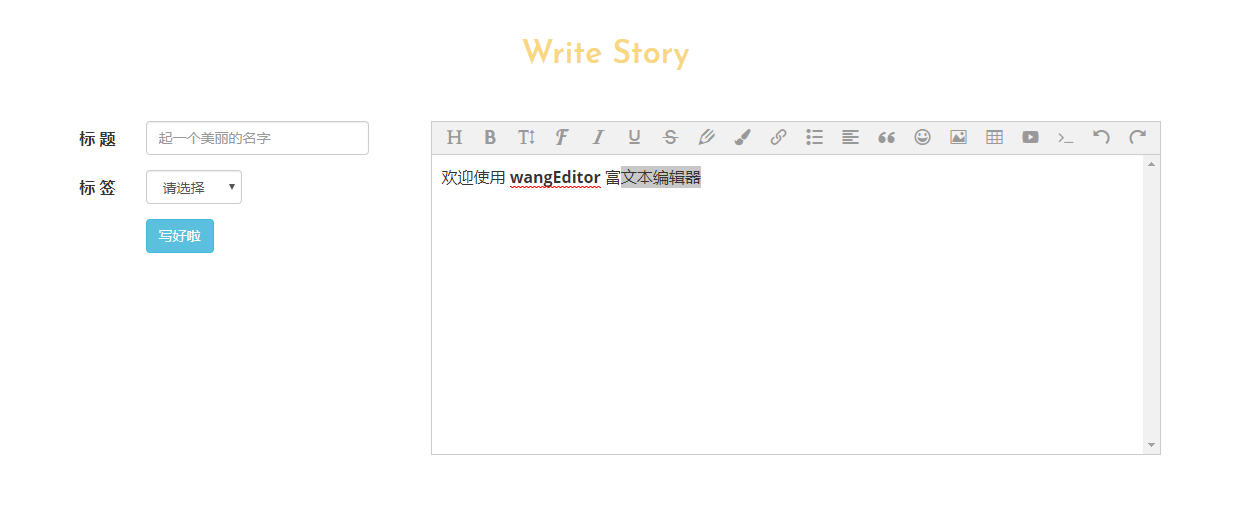 Write Story
标 题
起一个美丽的名字
标 签
请选择
写好啦
欢迎使用 wangEditor 富文本编辑器